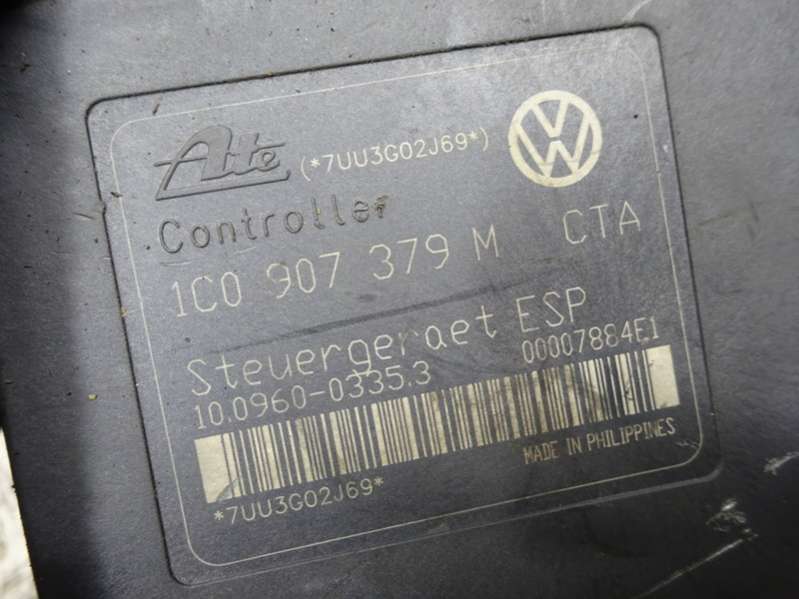 Ate (*7UU3G02J69*)
Controller
1C0 907 379 M CTA
Steuergeraet ESP
10.0960-0335.3 00007884E1
MADE IN PHILIPPINES
*7UU3G02J69*